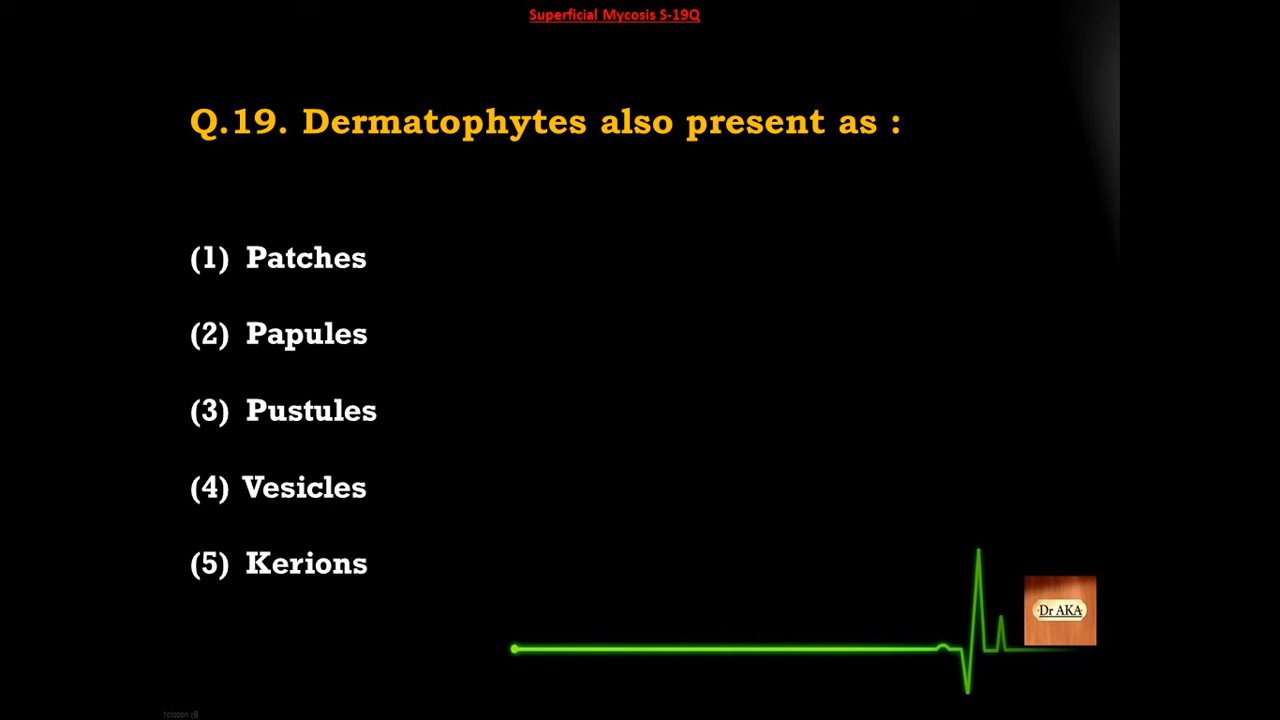 Superficial Mycosis S-19Q
Q.19. Dermatophytes also present as :
(1) Patches
(2) Papules
(3) Pustules
(4) Vesicles
(5) Kerions
Dr AKA